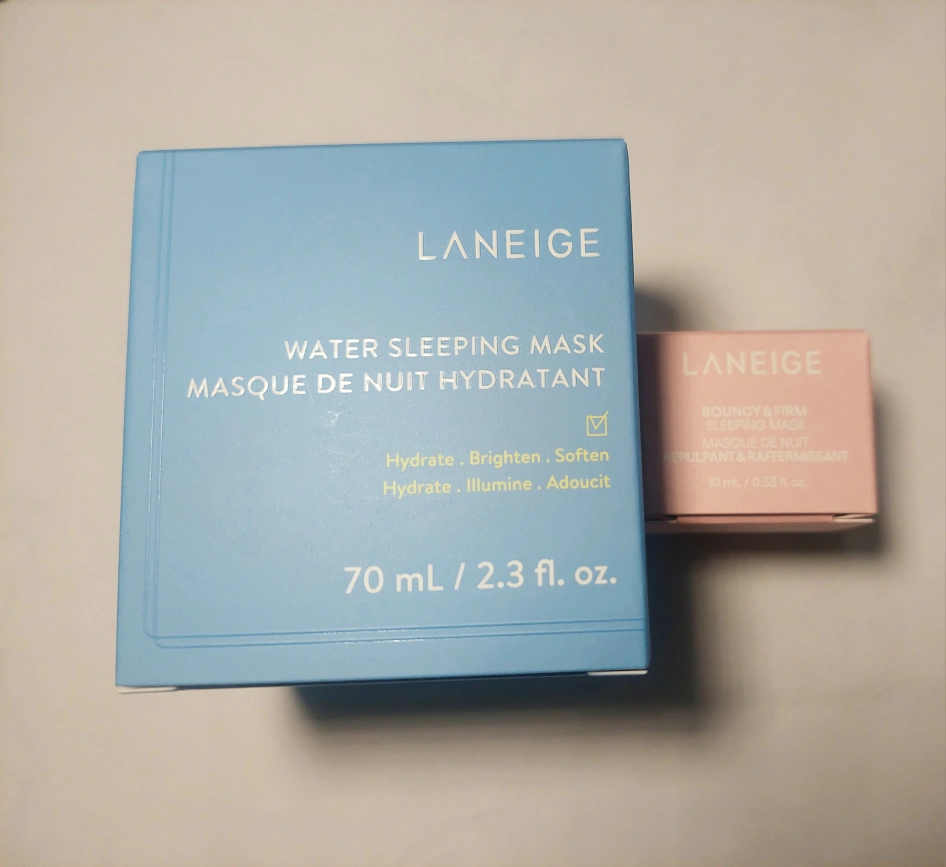 LANEIGE
WATER SLEEPING MASK
MASQUE DE NUIT HYDRATANT
Hydrate . Brighten . Soften
Hydrate . Illumine . Adoucit
70 mL / 2.3 fl. oz.
LANEIGE
BOUNCY & FIRM
SLEEPING MASK
MASQUE DE NUIT
REPULPANT & RAFFERMISSANT
10 mL / 0.33 fl. oz.